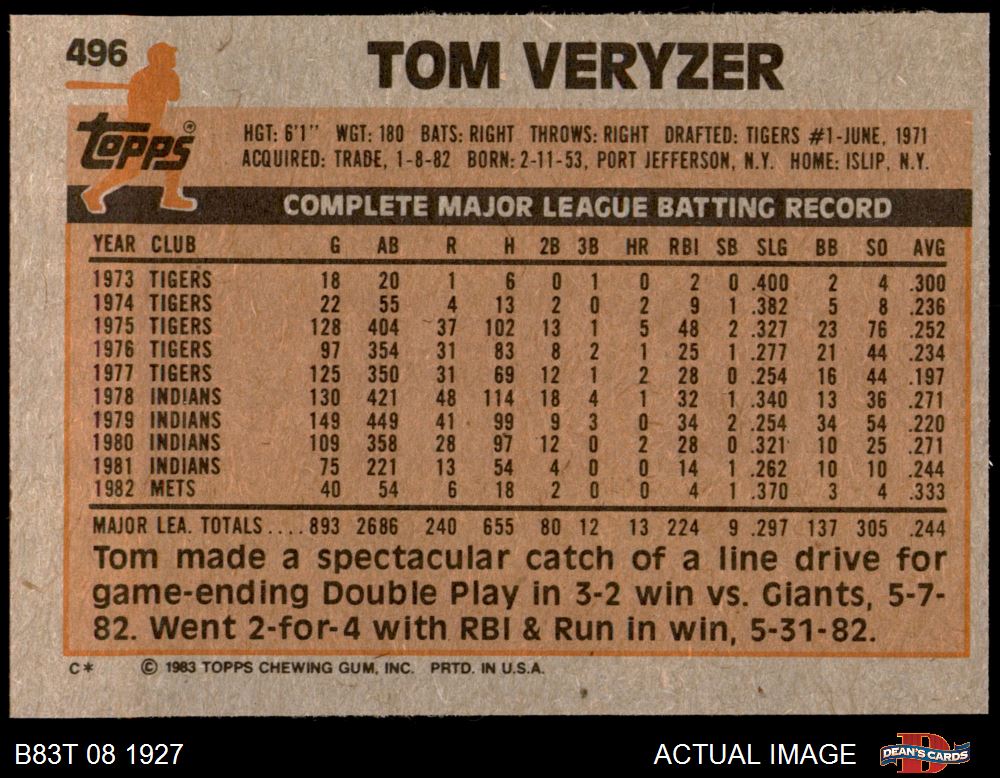 496
TOM VERYZER
Topps®
HGT: 6'1" WGT: 180 BATS: RIGHT THROWS: RIGHT DRAFTED: TIGERS #1-JUNE, 1971
ACQUIRED: TRADE, 1-8-82 BORN: 2-11-53, PORT JEFFERSON, N.Y. HOME: ISLIP, N.Y.
COMPLETE MAJOR LEAGUE BATTING RECORD
YEAR CLUB G AB R H 2B 3B HR RBI SB SLG BB SO AVG
1973 TIGERS 18 20 1 6 0 1 0 2 0 .400 2 4 .300
1974 TIGERS 22 55 4 13 2 0 2 9 1 .382 5 8 .236
1975 TIGERS 128 404 37 102 13 1 5 48 2 .327 23 76 .252
1976 TIGERS 97 354 31 83 8 2 1 25 1 .277 21 44 .234
1977 TIGERS 125 350 31 69 12 1 2 28 0 .254 16 44 .197
1978 INDIANS 130 421 48 114 18 4 1 32 1 .340 13 36 .271
1979 INDIANS 149 449 41 99 9 3 0 34 2 .254 34 54 .220
1980 INDIANS 109 358 28 97 12 0 2 28 0 .321 10 25 .271
1981 INDIANS 75 221 13 54 4 0 0 14 1 .262 10 10 .244
1982 METS 40 54 6 18 2 0 0 4 1 .370 3 4 .333
MAJOR LEA. TOTALS.... 893 2686 240 655 80 12 13 224 9 .297 137 305 .244
Tom made a spectacular catch of a line drive for
game-ending Double Play in 3-2 win vs. Giants, 5-7-
82. Went 2-for-4 with RBI & Run in win, 5-31-82.
C* © 1983 TOPPS CHEWING GUM, INC. PRTD. IN U.S.A.
B83T 08 1927
ACTUAL IMAGE
D
DEAN'S CARDS